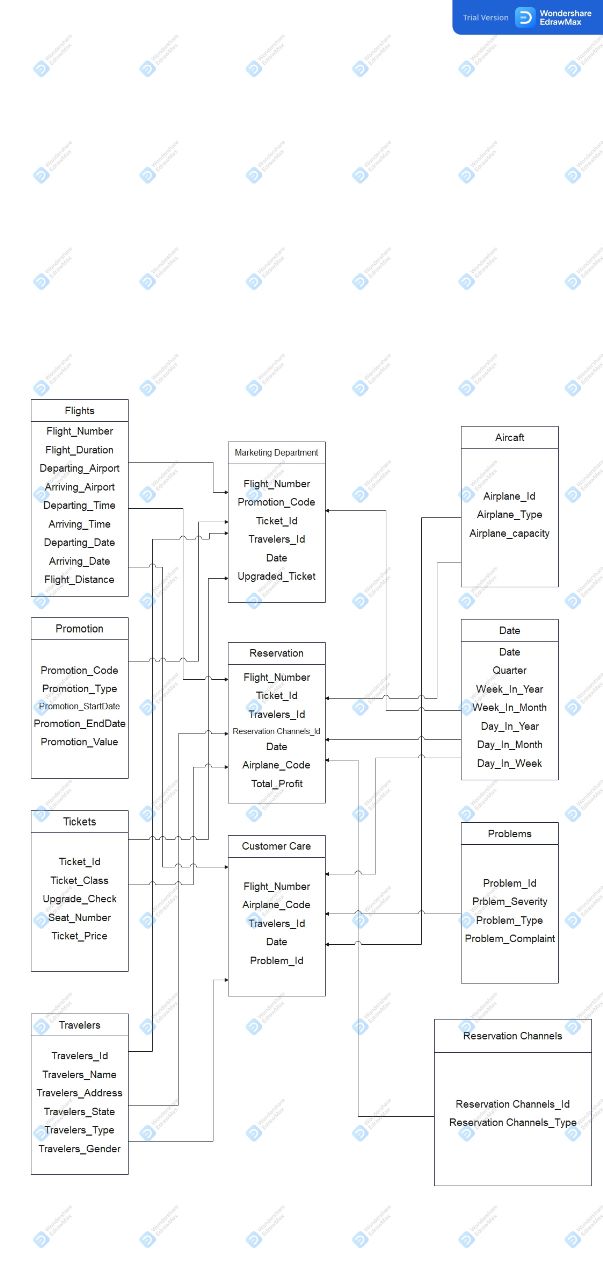 Trial Version
Wondershare
EdrawMax
Flights
Flight_Number
Flight_Duration
Departing_Airport
Arriving_Airport
Departing_Time
Arriving_Time
Departing_Date
Arriving_Date
Flight_Distance
Promotion
Promotion_Code
Promotion_Type
Promotion_StartDate
Promotion_EndDate
Promotion_Value
Tickets
Ticket_Id
Ticket_Class
Upgrade_Check
Seat_Number
Ticket_Price
Travelers
Travelers_Id
Travelers_Name
Travelers_Address
Travelers_State
Travelers_Type
Travelers_Gender
Marketing Department
Flight_Number
Promotion_Code
Ticket_Id
Travelers_Id
Date
Upgraded_Ticket
Reservation
Flight_Number
Ticket_Id
Travelers_Id
Reservation Channels_Id
Date
Airplane_Code
Total_Profit
Customer Care
Flight_Number
Airplane_Code
Travelers_Id
Date
Problem_Id
Aircaft
Airplane_Id
Airplane_Type
Airplane_capacity
Date
Date
Quarter
Week_In_Year
Week_In_Month
Day_In_Year
Day_In_Month
Day_In_Week
Problems
Problem_Id
Prblem_Severity
Problem_Type
Problem_Complaint
Reservation Channels
Reservation Channels_Id
Reservation Channels_Type